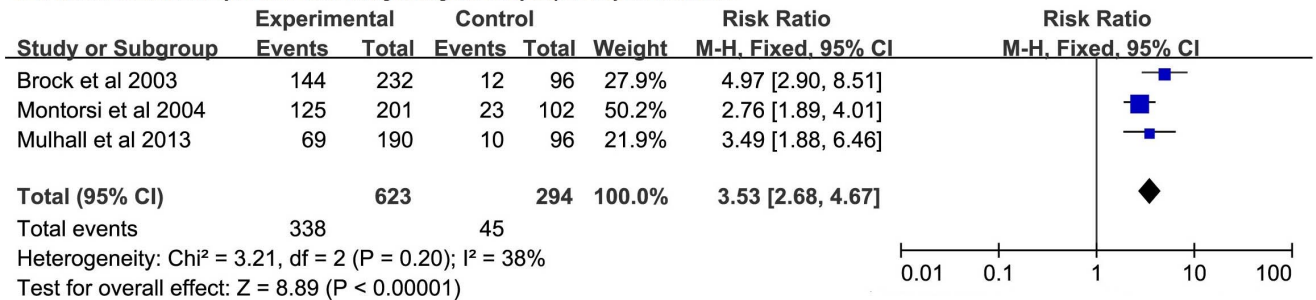 Experimental Control Risk Ratio Risk Ratio
Study or Subgroup Events Total Events Total Weight M-H, Fixed, 95% CI M-H, Fixed, 95% CI
Brock et al 2003 144 232 12 96 27.9% 4.97 [2.90, 8.51]
Montorsi et al 2004 125 201 23 102 50.2% 2.76 [1.89, 4.01]
Mulhall et al 2013 69 190 10 96 21.9% 3.49 [1.88, 6.46]
Total (95% CI) 623 294 100.0% 3.53 [2.68, 4.67]
Total events 338 45
Heterogeneity: Chi² = 3.21, df = 2 (P = 0.20); I² = 38%
Test for overall effect: Z = 8.89 (P < 0.00001)
0.01 0.1 1 10 100